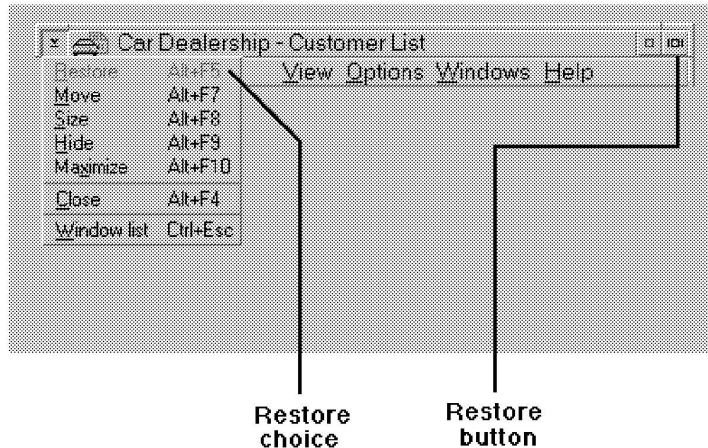 Car Dealership - Customer List
View Options Windows Help
Restore Alt+F5
Move Alt+F7
Size Alt+F8
Hide Alt+F9
Maximize Alt+F10
Close Alt+F4
Window list Ctrl+Esc
Restore choice
Restore button